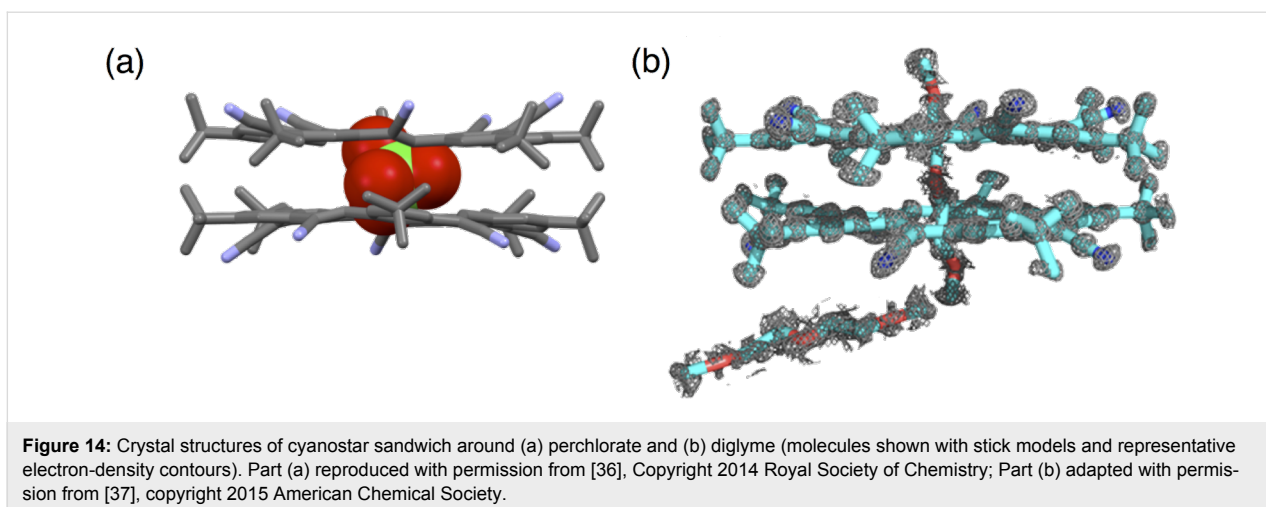 (a)
(b)
Figure 14: Crystal structures of cyanostar sandwich around (a) perchlorate and (b) diglyme (molecules shown with stick models and representative
electron-density contours). Part (a) reproduced with permission from [36], Copyright 2014 Royal Society of Chemistry; Part (b) adapted with permis-
sion from [37], copyright 2015 American Chemical Society.